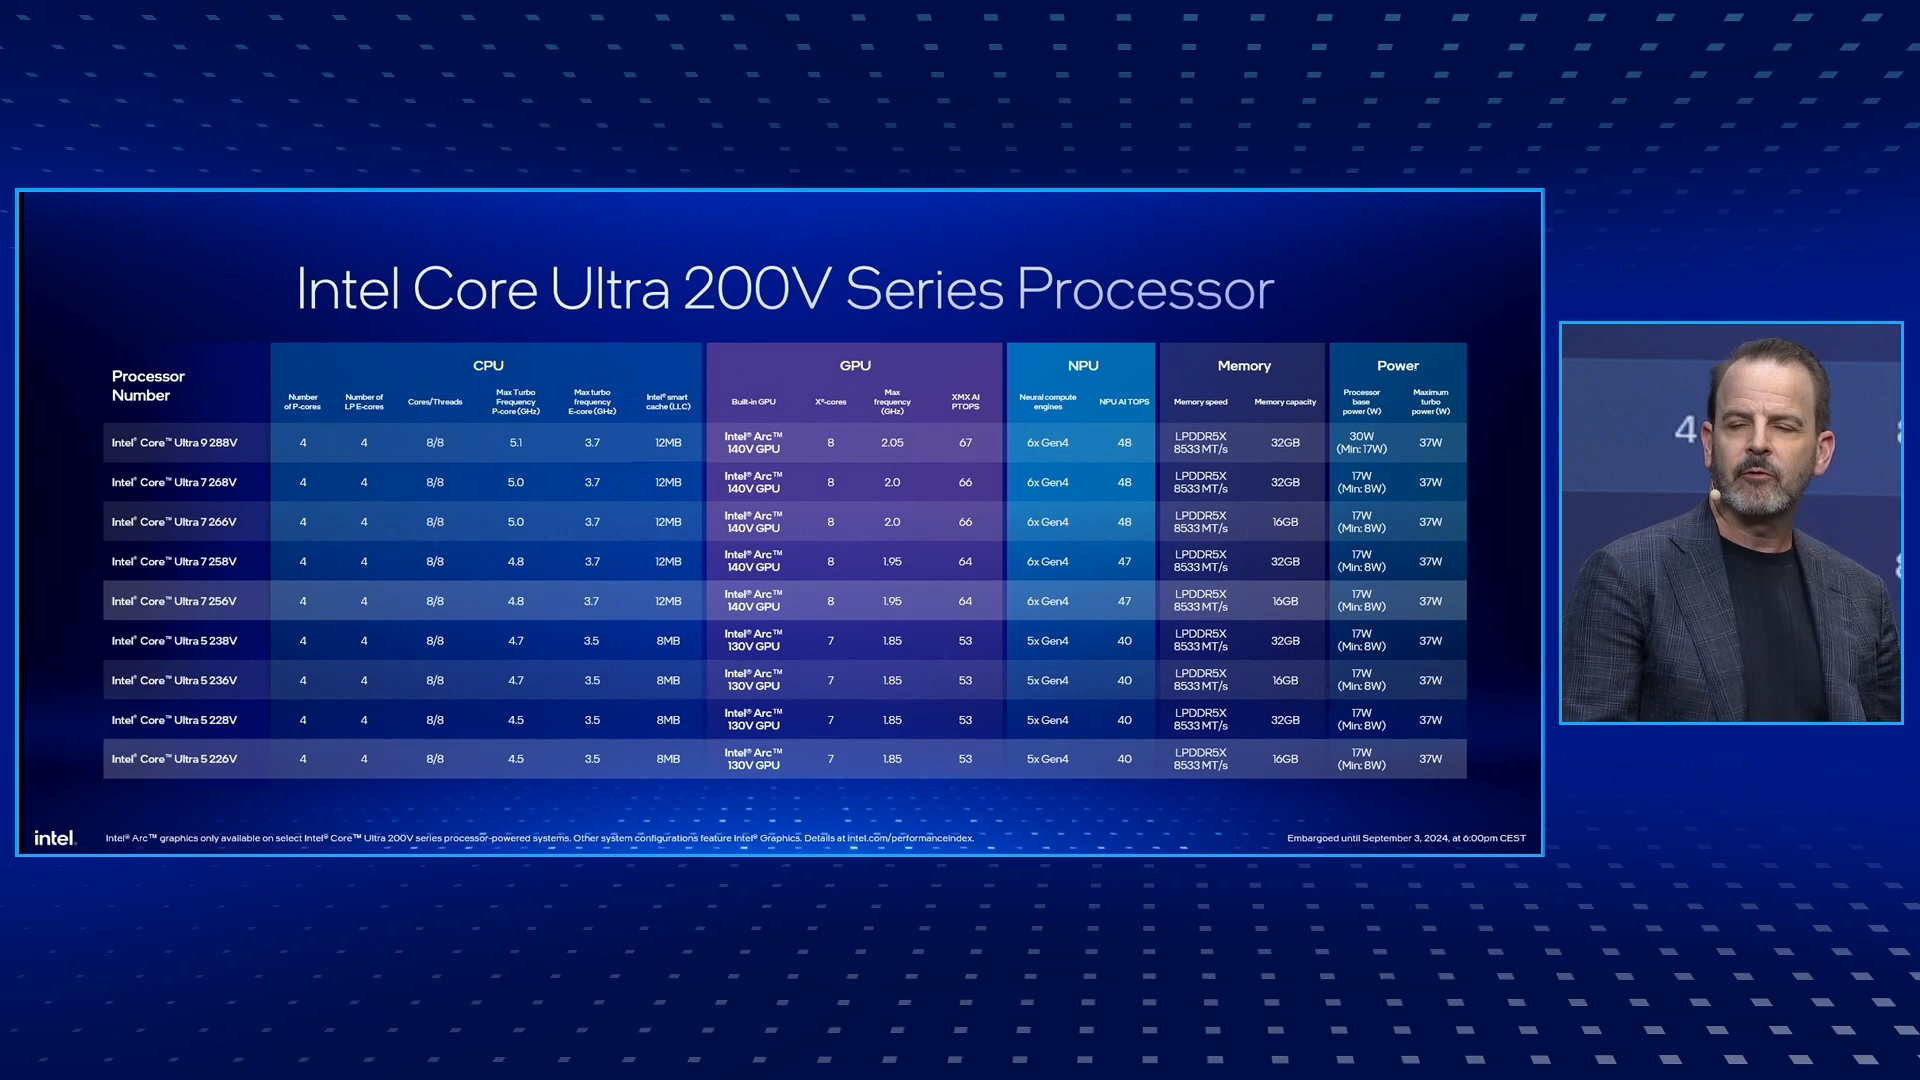 Intel Core Ultra 200V Series Processor
Processor
Number
CPU
GPU
NPU
Memory
Power
Number
of P-cores
Number of
LP E-cores
Cores/Threads
Max Turbo
Frequency
P-core (GHz)
Max turbo
frequency
E-core (GHz)
Intel® smart
cache (LLC)
Built-in GPU
Xᵉ-cores
Max
frequency
(GHz)
XMX AI
PTOPS
Neural compute
engines
NPU AI TOPS
Memory speed
Memory capacity
Processor
base
power (W)
Maximum
turbo
power (W)
Intel® Core™ Ultra 9 288V 4 4 8/8 5.1 3.7 12MB Intel® Arc™ 8 2.05 67 6x Gen4 48 LPDDR5X 32GB 30W 37W
140V GPU 8533 MT/s (Min: 17W)
Intel® Core™ Ultra 7 268V 4 4 8/8 5.0 3.7 12MB Intel® Arc™ 8 2.0 66 6x Gen4 48 LPDDR5X 32GB 17W 37W
140V GPU 8533 MT/s (Min: 8W)
Intel® Core™ Ultra 7 266V 4 4 8/8 5.0 3.7 12MB Intel® Arc™ 8 2.0 66 6x Gen4 48 LPDDR5X 16GB 17W 37W
140V GPU 8533 MT/s (Min: 8W)
Intel® Core™ Ultra 7 258V 4 4 8/8 4.8 3.7 12MB Intel® Arc™ 8 1.95 64 6x Gen4 47 LPDDR5X 32GB 17W 37W
140V GPU 8533 MT/s (Min: 8W)
Intel® Core™ Ultra 7 256V 4 4 8/8 4.8 3.7 12MB Intel® Arc™ 8 1.95 64 6x Gen4 47 LPDDR5X 16GB 17W 37W
140V GPU 8533 MT/s (Min: 8W)
Intel® Core™ Ultra 5 238V 4 4 8/8 4.7 3.5 8MB Intel® Arc™ 7 1.85 53 5x Gen4 40 LPDDR5X 32GB 17W 37W
130V GPU 8533 MT/s (Min: 8W)
Intel® Core™ Ultra 5 236V 4 4 8/8 4.7 3.5 8MB Intel® Arc™ 7 1.85 53 5x Gen4 40 LPDDR5X 16GB 17W 37W
130V GPU 8533 MT/s (Min: 8W)
Intel® Core™ Ultra 5 228V 4 4 8/8 4.5 3.5 8MB Intel® Arc™ 7 1.85 53 5x Gen4 40 LPDDR5X 32GB 17W 37W
130V GPU 8533 MT/s (Min: 8W)
Intel® Core™ Ultra 5 226V 4 4 8/8 4.5 3.5 8MB Intel® Arc™ 7 1.85 53 5x Gen4 40 LPDDR5X 16GB 17W 37W
130V GPU 8533 MT/s (Min: 8W)
intel.
Intel® Arc™ graphics only available on select Intel® Core™ Ultra 200V series processor-powered systems. Other system configurations feature Intel® Graphics. Details at intel.com/performanceindex.
Embargoed until September 3, 2024, at 6:00pm CEST
4